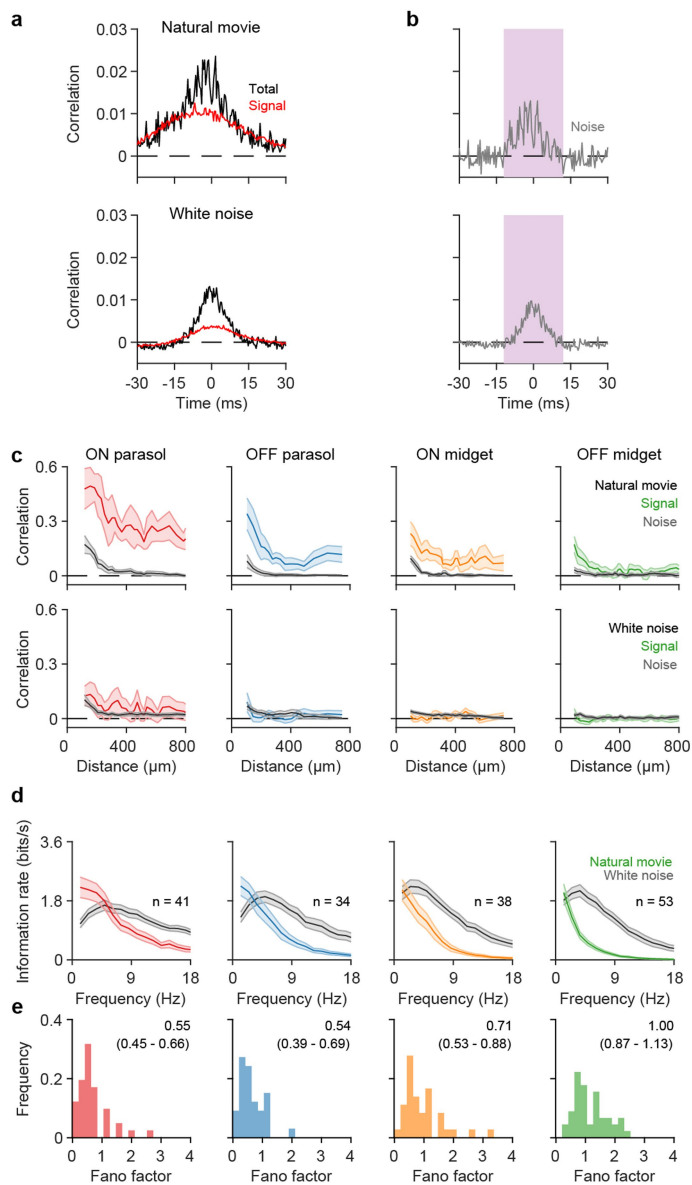 a
b
Natural movie
0.03
0.02
0.01
0
Correlation
Total
Signal
Noise
White noise
0.03
0.02
0.01
0
Correlation
-30 -15 0 15 30
Time (ms)
-30 -15 0 15 30
Time (ms)
c
ON parasol
OFF parasol
ON midget
OFF midget
0.6
0.3
0
Correlation
Natural movie
Signal
Noise
0.6
0.3
0
Correlation
White noise
Signal
Noise
0 400 800
Distance (µm)
0 400 800
Distance (µm)
0 400 800
Distance (µm)
0 400 800
Distance (µm)
d
3.6
1.8
0
Information rate (bits/s)
n = 41
n = 34
n = 38
Natural movie
White noise
n = 53
0 9 18
Frequency (Hz)
0 9 18
Frequency (Hz)
0 9 18
Frequency (Hz)
0 9 18
Frequency (Hz)
e
0.4
0.2
0
Frequency
0.55
(0.45 - 0.66)
0.54
(0.39 - 0.69)
0.71
(0.53 - 0.88)
1.00
(0.87 - 1.13)
0 1 2 3 4
Fano factor
0 1 2 3 4
Fano factor
0 1 2 3 4
Fano factor
0 1 2 3 4
Fano factor